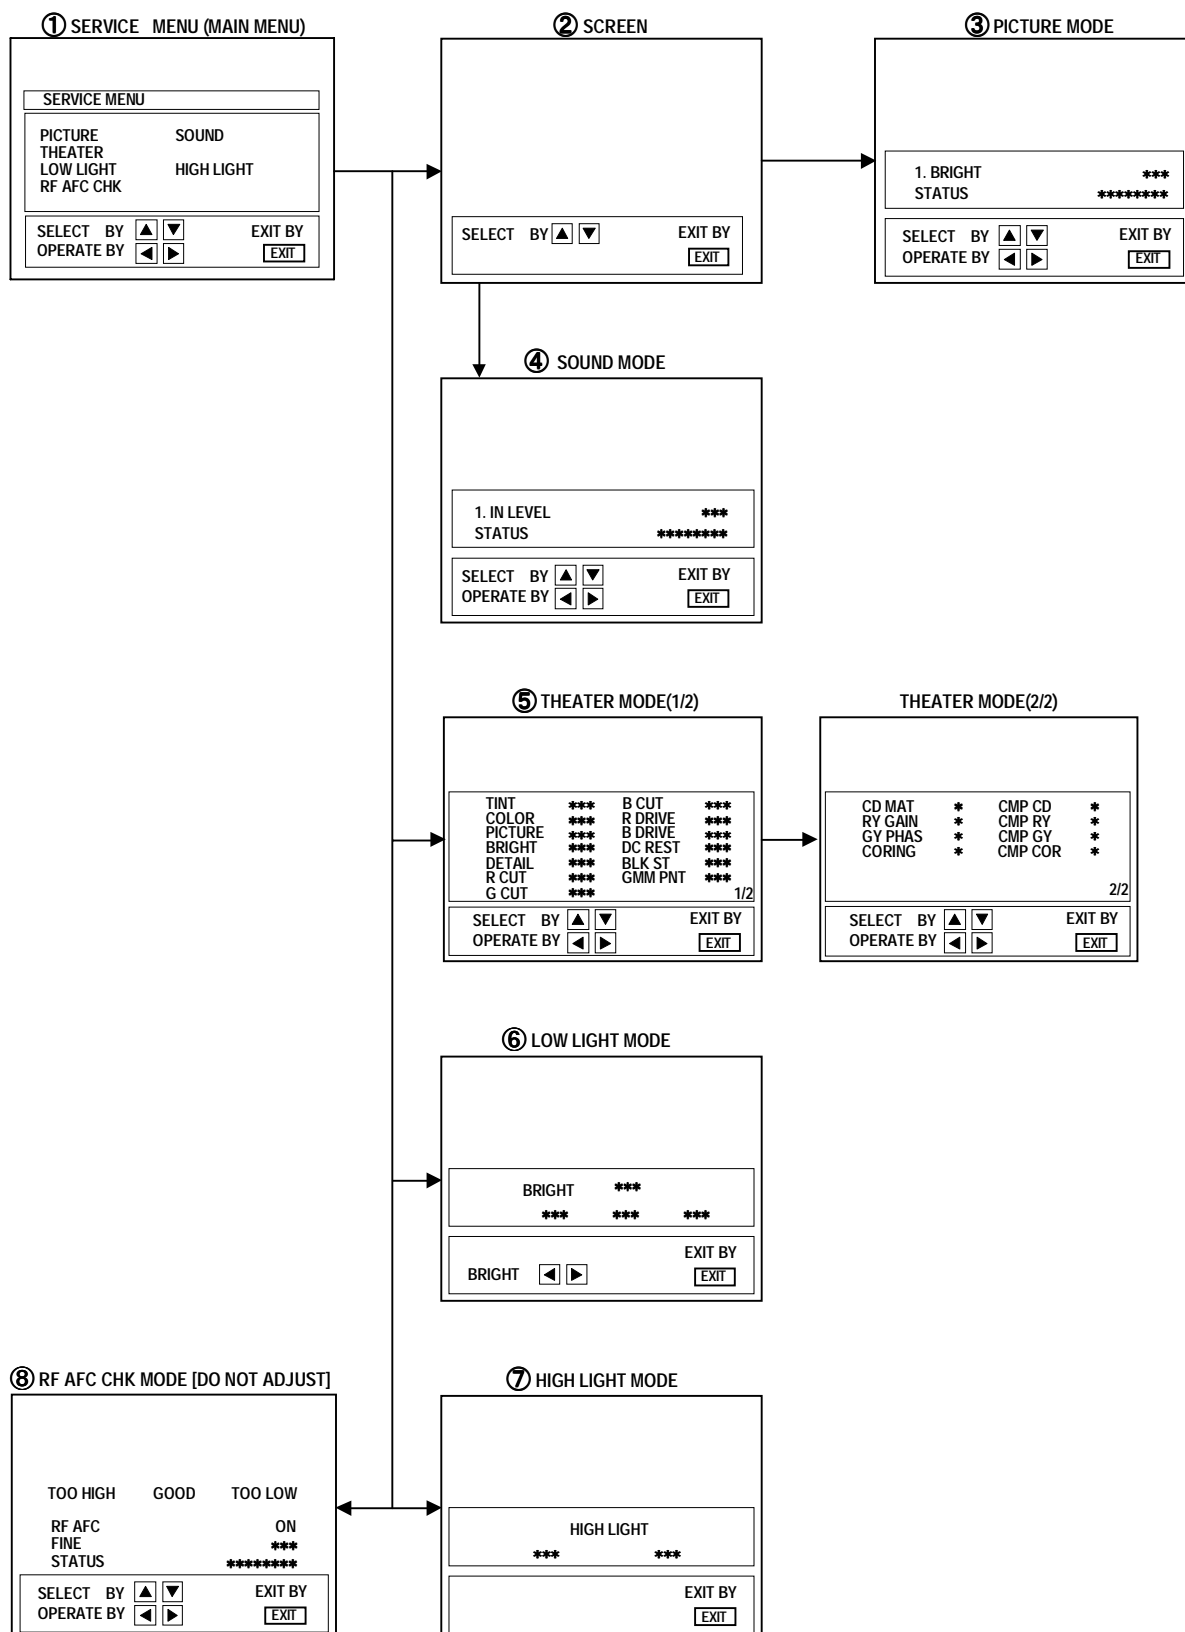 ① SERVICE MENU (MAIN MENU)
SERVICE MENU
PICTURE SOUND
THEATER
LOW LIGHT HIGH LIGHT
RF AFC CHK
SELECT BY ▲ ▼ EXIT BY
OPERATE BY ◀ ▶ EXIT
② SCREEN
SELECT BY ▲ ▼ EXIT BY
EXIT
③ PICTURE MODE
1. BRIGHT ***
STATUS ********
SELECT BY ▲ ▼ EXIT BY
OPERATE BY ◀ ▶ EXIT
④ SOUND MODE
1. IN LEVEL ***
STATUS ********
SELECT BY ▲ ▼ EXIT BY
OPERATE BY ◀ ▶ EXIT
⑤ THEATER MODE(1/2)
TINT *** B CUT ***
COLOR *** R DRIVE ***
PICTURE *** B DRIVE ***
BRIGHT *** DC REST ***
DETAIL *** BLK ST ***
R CUT *** GMM PNT ***
G CUT *** 1/2
SELECT BY ▲ ▼ EXIT BY
OPERATE BY ◀ ▶ EXIT
THEATER MODE(2/2)
CD MAT * CMP CD *
RY GAIN * CMP RY *
GY PHAS * CMP GY *
CORING * CMP COR *
2/2
SELECT BY ▲ ▼ EXIT BY
OPERATE BY ◀ ▶ EXIT
⑥ LOW LIGHT MODE
BRIGHT ***
*** *** ***
EXIT BY
BRIGHT ◀ ▶ EXIT
⑧ RF AFC CHK MODE [DO NOT ADJUST]
TOO HIGH GOOD TOO LOW
RF AFC ON
FINE ***
STATUS ********
SELECT BY ▲ ▼ EXIT BY
OPERATE BY ◀ ▶ EXIT
⑦ HIGH LIGHT MODE
HIGH LIGHT
*** ***
EXIT BY
EXIT